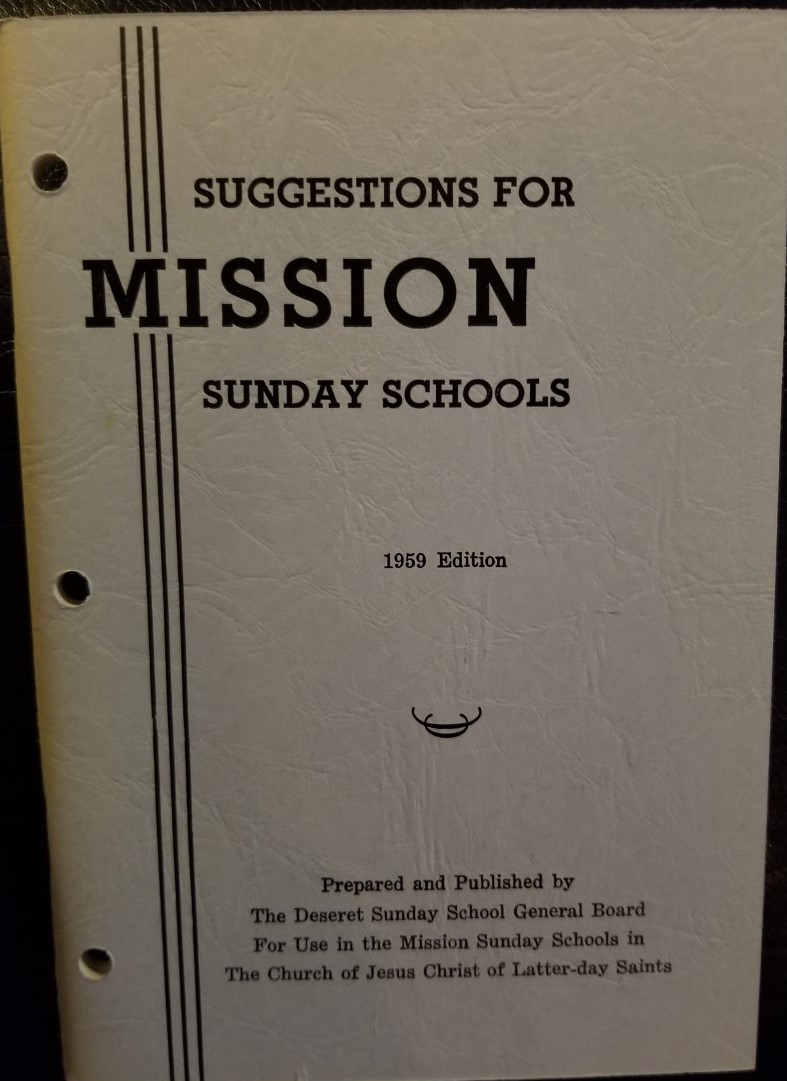 SUGGESTIONS FOR
MISSION
SUNDAY SCHOOLS
1959 Edition
Prepared and Published by
The Deseret Sunday School General Board
For Use in the Mission Sunday Schools in
The Church of Jesus Christ of Latter-day Saints